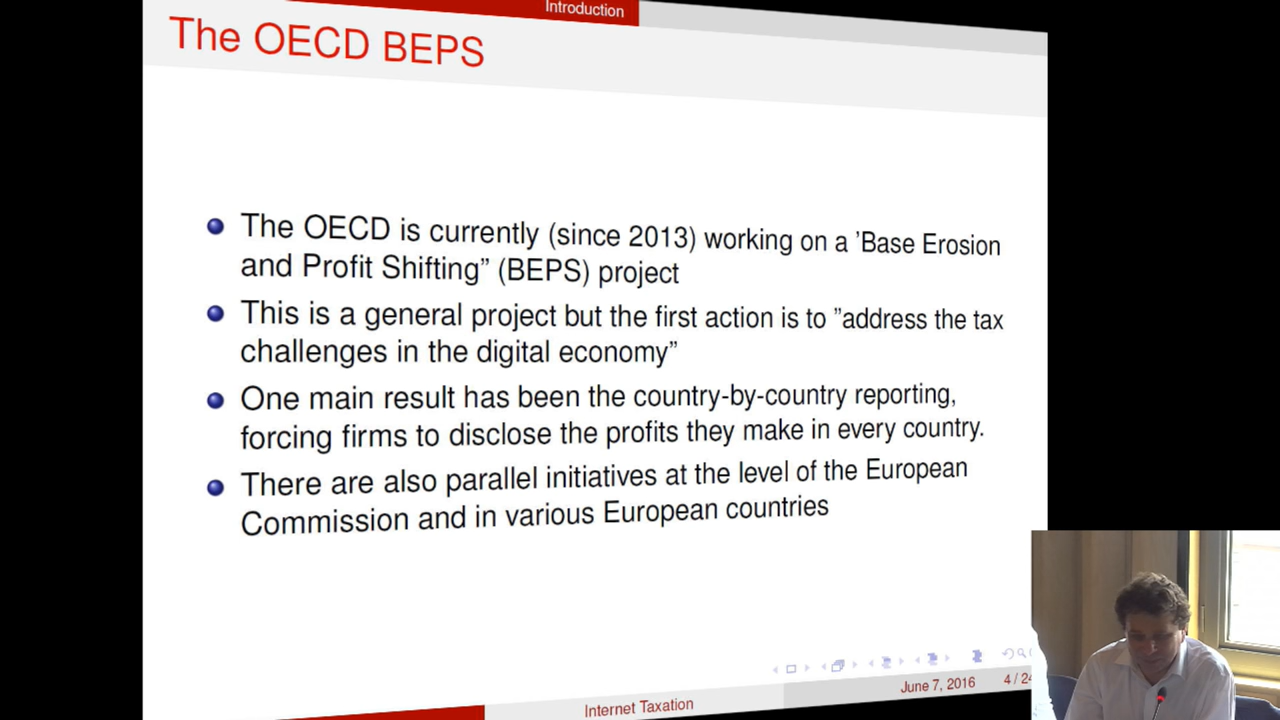 Introduction
The OECD BEPS
The OECD is currently (since 2013) working on a 'Base Erosion
and Profit Shifting" (BEPS) project
This is a general project but the first action is to "address the tax
challenges in the digital economy"
One main result has been the country-by-country reporting,
forcing firms to disclose the profits they make in every country.
There are also parallel initiatives at the level of the European
Commission and in various European countries
Internet Taxation
June 7, 2016
4 / 24